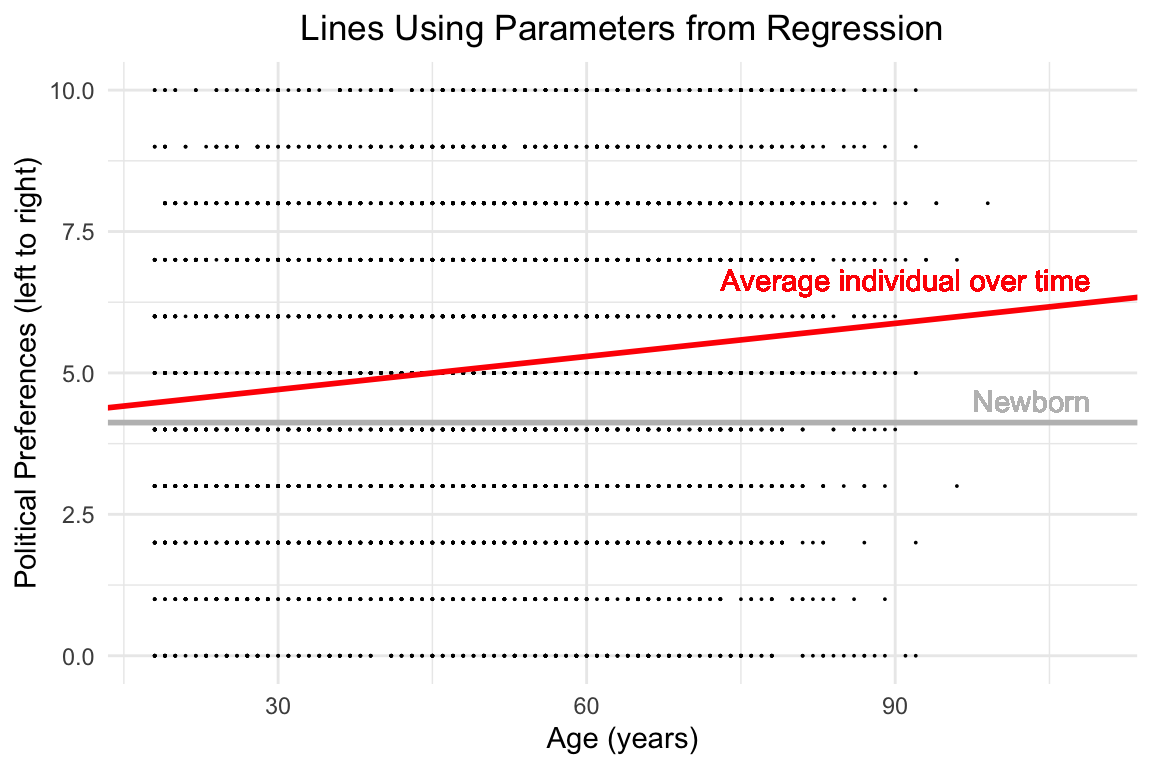 Lines Using Parameters from Regression
Political Preferences (left to right)
10.0
7.5
5.0
2.5
0.0
Average individual over time
Newborn
30
60
90
Age (years)